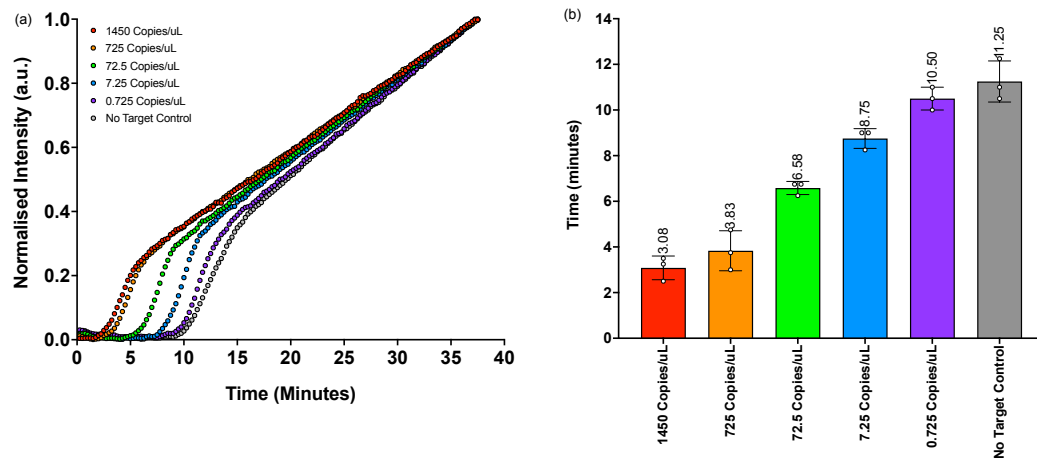 (a)
1450 Copies/uL
725 Copies/uL
72.5 Copies/uL
7.25 Copies/uL
0.725 Copies/uL
No Target Control
Normalised Intensity (a.u.)
1.0
0.8
0.6
0.4
0.2
0.0
0 5 10 15 20 25 30 35 40
Time (Minutes)
(b)
Time (minutes)
14
12
10
8
6
4
2
0
3.08
3.83
6.58
8.75
10.50
11.25
1450 Copies/uL
725 Copies/uL
72.5 Copies/uL
7.25 Copies/uL
0.725 Copies/uL
No Target Control